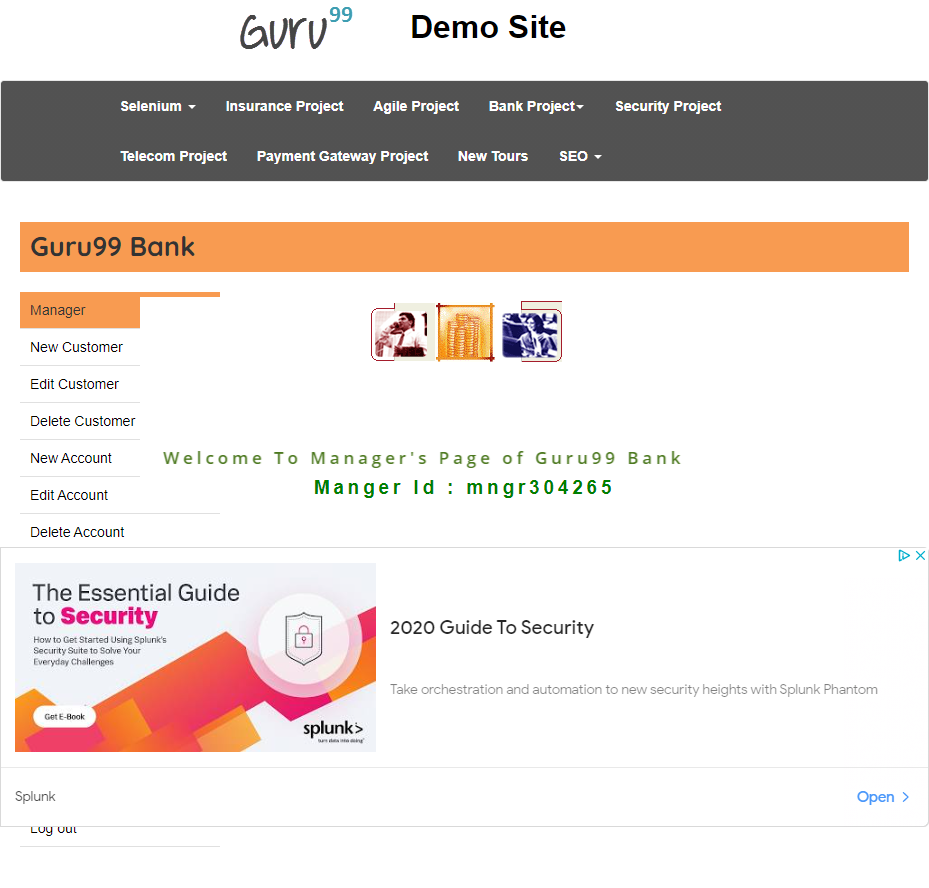 Guru99
Demo Site
Selenium Insurance Project Agile Project Bank Project Security Project
Telecom Project Payment Gateway Project New Tours SEO
Guru99 Bank
Manager
New Customer
Edit Customer
Delete Customer
New Account
Edit Account
Delete Account
Welcome To Manager's Page of Guru99 Bank
Manger Id : mngr304265
The Essential Guide
to Security
How to Get Started Using Splunk's
Security Suite to Solve Your
Everyday Challenges
Get E-Book
splunk>
turn data into doing™
2020 Guide To Security
Take orchestration and automation to new security heights with Splunk Phantom
Splunk
Open
Log out